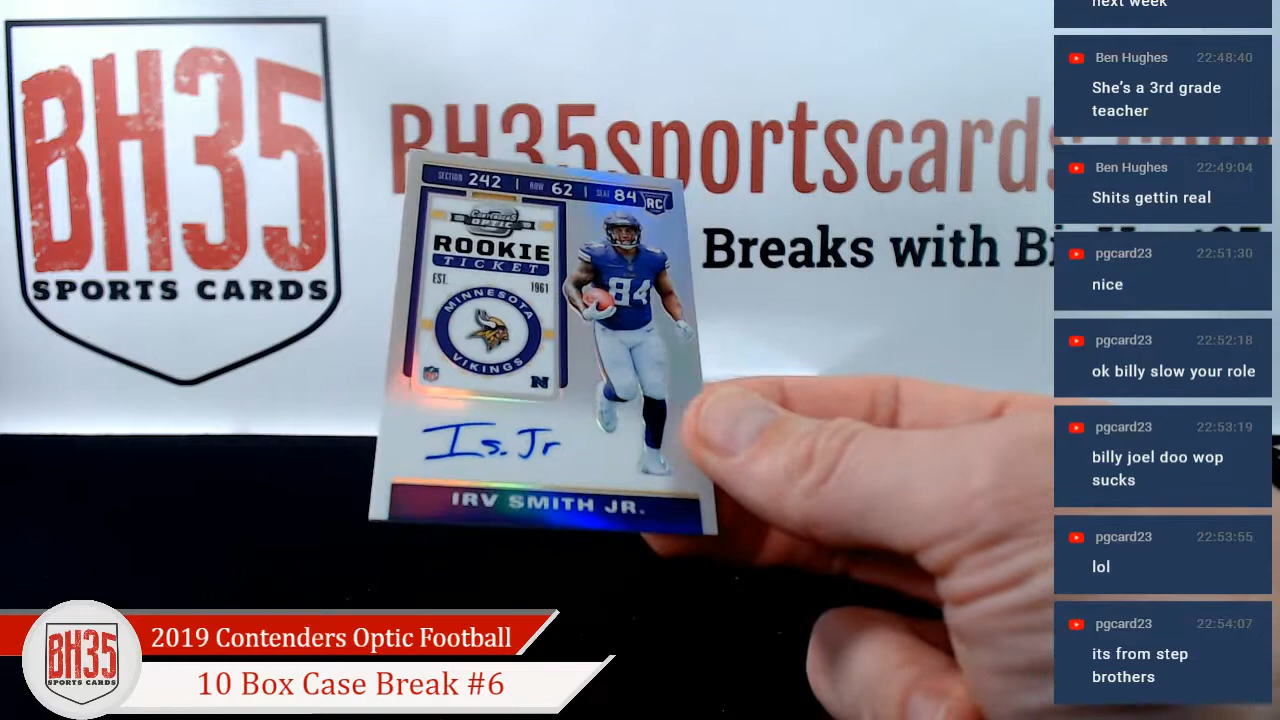 BH35
SPORTS CARDS
BH35sportscards
Breaks with
SECTION 242 | ROW 62 | SEAT 84 RC
CONTENDERS
OPTIC
ROOKIE
TICKET
EST. 1961
MINNESOTA
VIKINGS
NFL N
84
Is. Jr
IRV SMITH JR.
BH35
SPORTS CARDS
2019 Contenders Optic Football
10 Box Case Break #6
next week
Ben Hughes 22:48:40
She's a 3rd grade
teacher
Ben Hughes 22:49:04
Shits gettin real
pgcard23 22:51:30
nice
pgcard23 22:52:18
ok billy slow your role
pgcard23 22:53:19
billy joel doo wop
sucks
pgcard23 22:53:55
lol
pgcard23 22:54:07
its from step
brothers